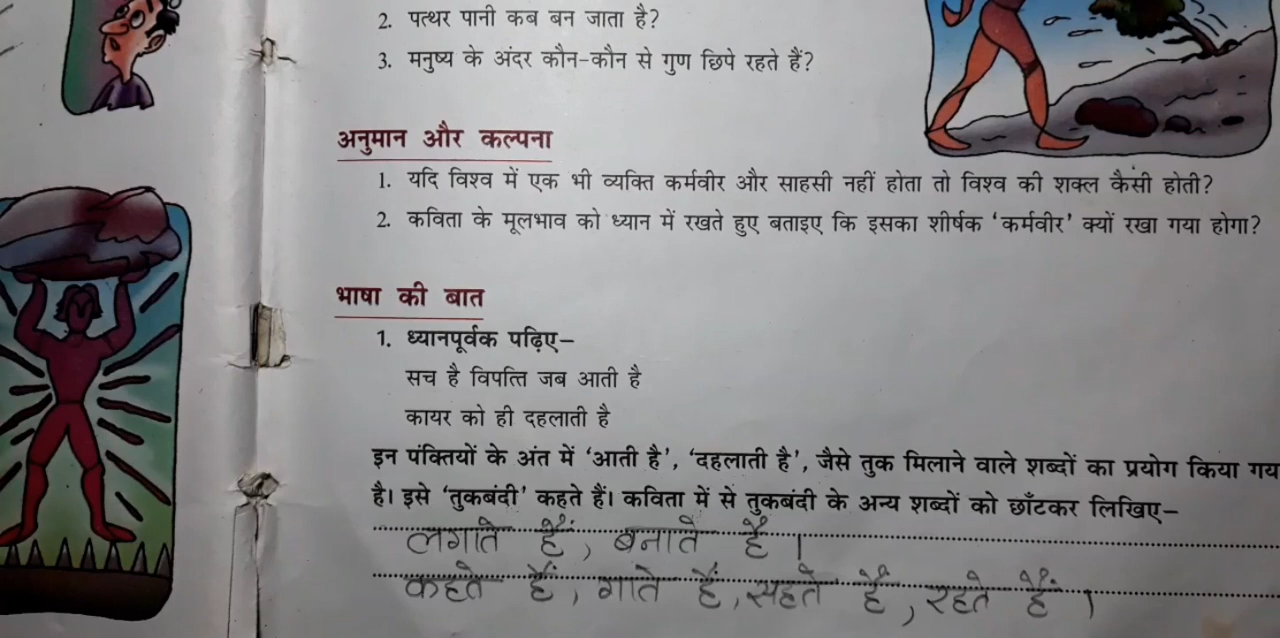 2. पत्थर पानी कब बन जाता है?
3. मनुष्य के अंदर कौन-कौन से गुण छिपे रहते हैं?
अनुमान और कल्पना
1. यदि विश्व में एक भी व्यक्ति कर्मवीर और साहसी नहीं होता तो विश्व की शक्ल कैसी होती?
2. कविता के मूलभाव को ध्यान में रखते हुए बताइए कि इसका शीर्षक 'कर्मवीर' क्यों रखा गया होगा?
भाषा की बात
1. ध्यानपूर्वक पढ़िए–
सच है विपत्ति जब आती है
कायर को ही दहलाती है
इन पंक्तियों के अंत में 'आती है', 'दहलाती है', जैसे तुक मिलाने वाले शब्दों का प्रयोग किया गय
है। इसे 'तुकबंदी' कहते हैं। कविता में से तुकबंदी के अन्य शब्दों को छाँटकर लिखिए–
लगाते हैं, बनाते है।
कहते हैं, गाते हैं, सहते हैं, रहते हैं।